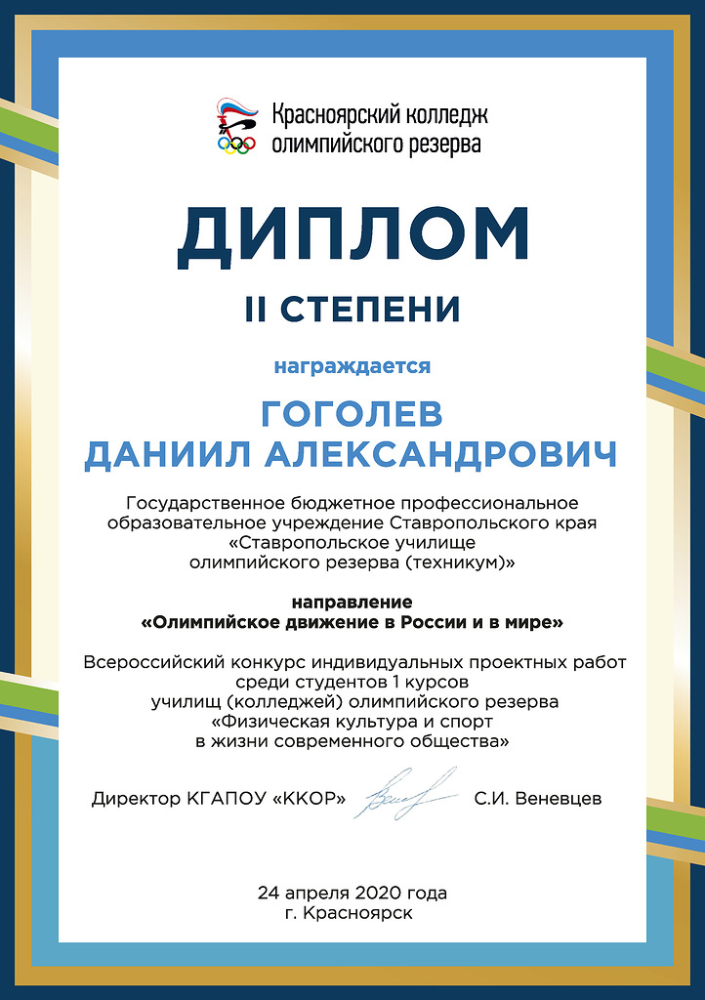 Красноярский колледж
олимпийского резерва
ДИПЛОМ
II СТЕПЕНИ
награждается
ГОГОЛЕВ
ДАНИИЛ АЛЕКСАНДРОВИЧ
Государственное бюджетное профессиональное
образовательное учреждение Ставропольского края
«Ставропольское училище
олимпийского резерва (техникум)»
направление
«Олимпийское движение в России и в мире»
Всероссийский конкурс индивидуальных проектных работ
среди студентов 1 курсов
училищ (колледжей) олимпийского резерва
«Физическая культура и спорт
в жизни современного общества»
Директор КГАПОУ «ККОР» С.И. Веневцев
24 апреля 2020 года
г. Красноярск